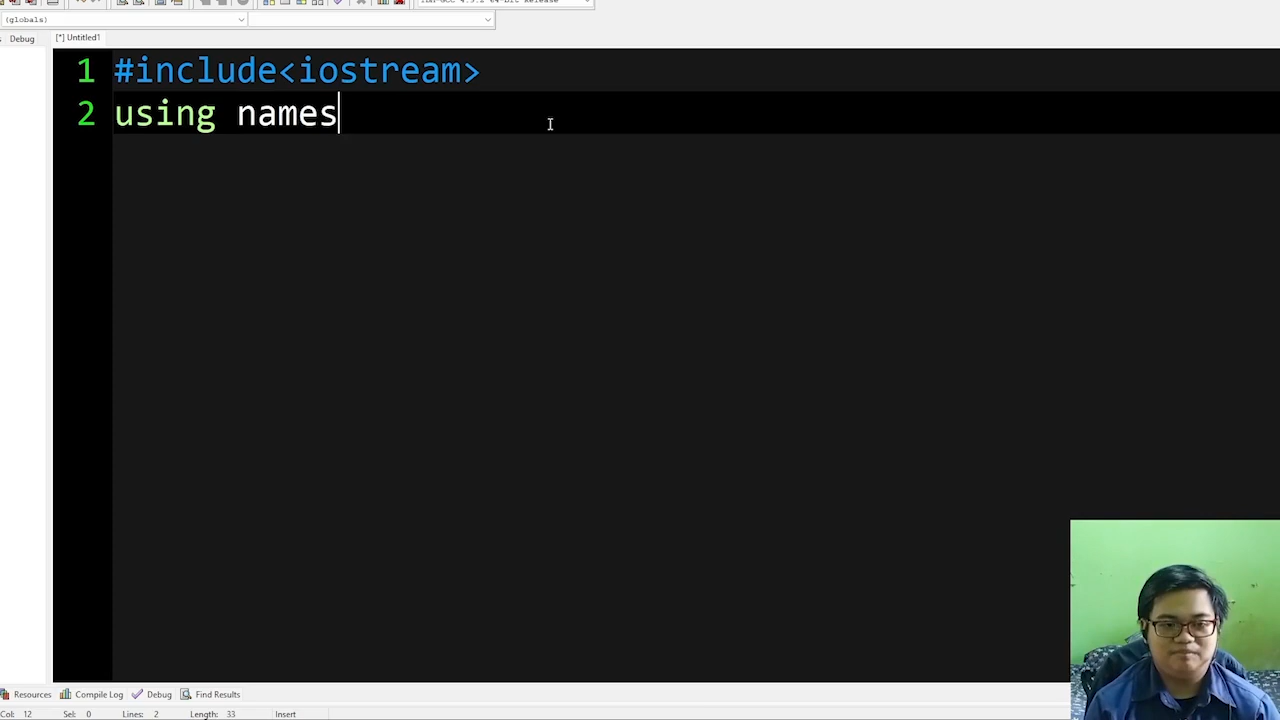 (globals)
Debug
[*] Untitled1
1 #include<iostream>
2 using names
Resources
Compile Log
Debug
Find Results
Col: 12
Sel: 0
Lines: 2
Length: 33
Insert